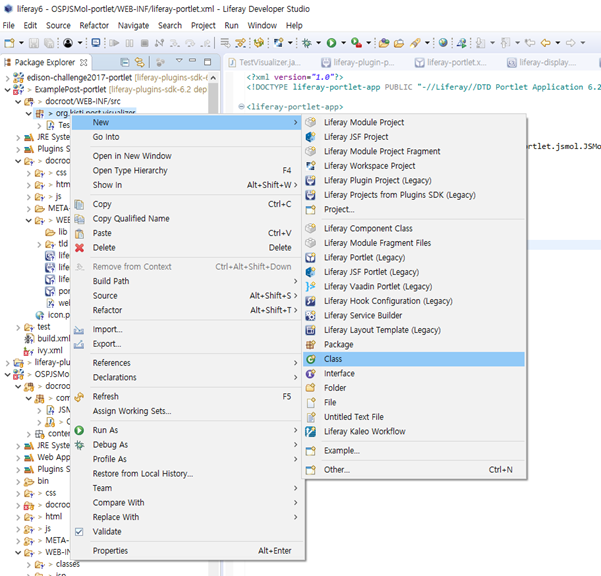 liferay6 - OSPJSMol-portlet/WEB-INF/liferay-portlet.xml - Liferay Developer Studio
File Edit Source Refactor Navigate Search Project Run Window Help
Package Explorer
TestVisualizer.ja...
liferay-plugin-p...
portlet.x...
liferay-display....
> edison-challenge2017-portlet (liferay-plugins-sdk-6
> ExamplePost-portlet (liferay-plugins-sdk-6.2 dep
> docroot/WEB-INF/src
> org.kisti.post.visualizer
Tes
JRE System
Plugins S
> docroo
> css
> htm
> js
META-
> WEB
lib
> tld
life
life
life
por
web
icon.p
> test
build.xml
ivy.xml
> liferay-plu
> OSPJSMo
> docroo
> com
JSM
conte
JRE System
Web App
Plugins S
> bin
> css
> docroo
> html
> js
> META-
> WEB-IN
> classes
> jsp
<?xml version="1.0"?>
<!DOCTYPE liferay-portlet-app PUBLIC "-//Liferay//DTD Portlet Application 6.2
<liferay-portlet-app>
rtlet.jsmol.JSMo
New
Go Into
Open in New Window
Open Type Hierarchy F4
Show In Alt+Shift+W
Copy Ctrl+C
Copy Qualified Name
Paste Ctrl+V
Delete Delete
Remove from Context Ctrl+Alt+Shift+Down
Build Path
Source Alt+Shift+S
Refactor Alt+Shift+T
Import...
Export...
References
Declarations
Refresh F5
Assign Working Sets...
Run As
Debug As
Profile As
Restore from Local History...
Team
Compare With
Replace With
Validate
Properties Alt+Enter
Liferay Module Project
Liferay JSF Project
Liferay Module Project Fragment
Liferay Workspace Project
Liferay Plugin Project (Legacy)
Liferay Projects from Plugins SDK (Legacy)
Project...
Liferay Component Class
Liferay Module Fragment Files
Liferay Portlet (Legacy)
Liferay JSF Portlet (Legacy)
Liferay Vaadin Portlet (Legacy)
Liferay Hook Configuration (Legacy)
Liferay Service Builder
Liferay Layout Template (Legacy)
Package
Class
Interface
Folder
File
Untitled Text File
Liferay Kaleo Workflow
Example...
Other... Ctrl+N